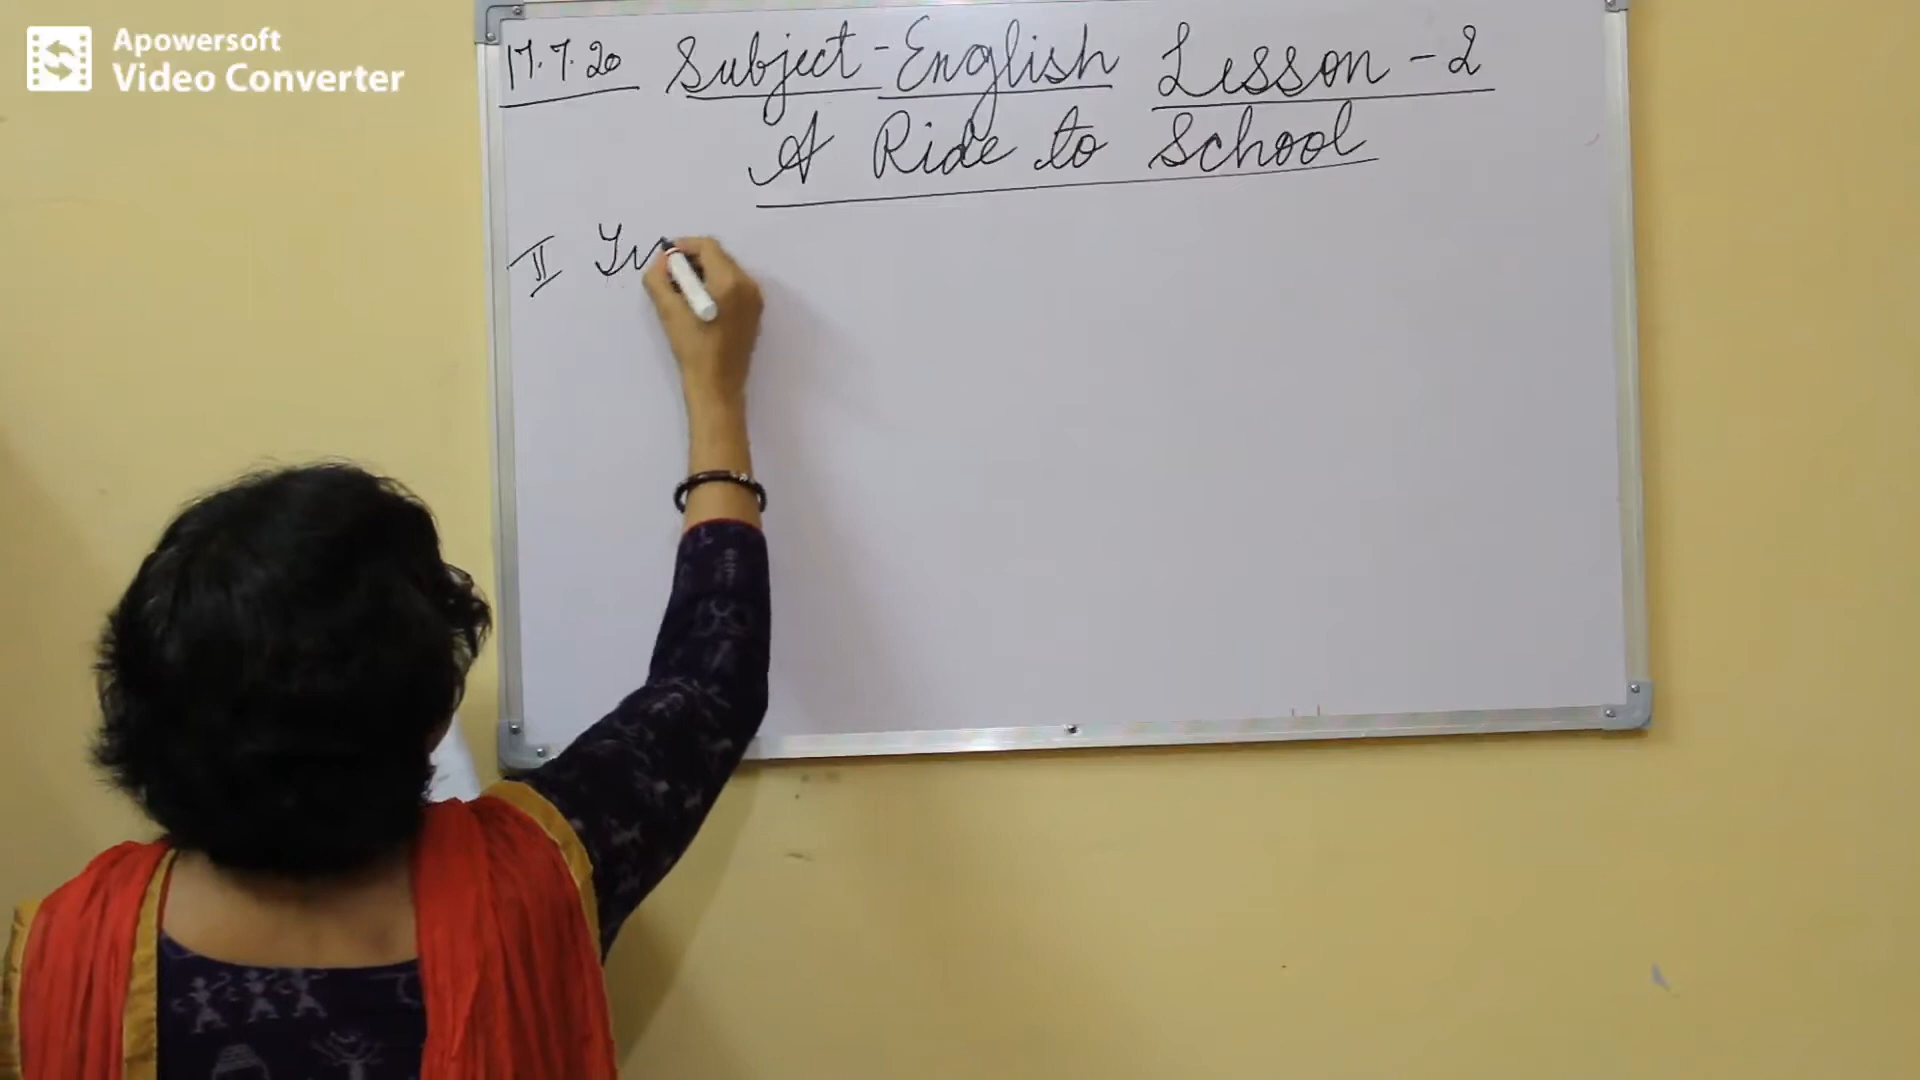 Apowersoft
Video Converter
17.7.20 Subject - English Lesson - 2
A Ride to School
II